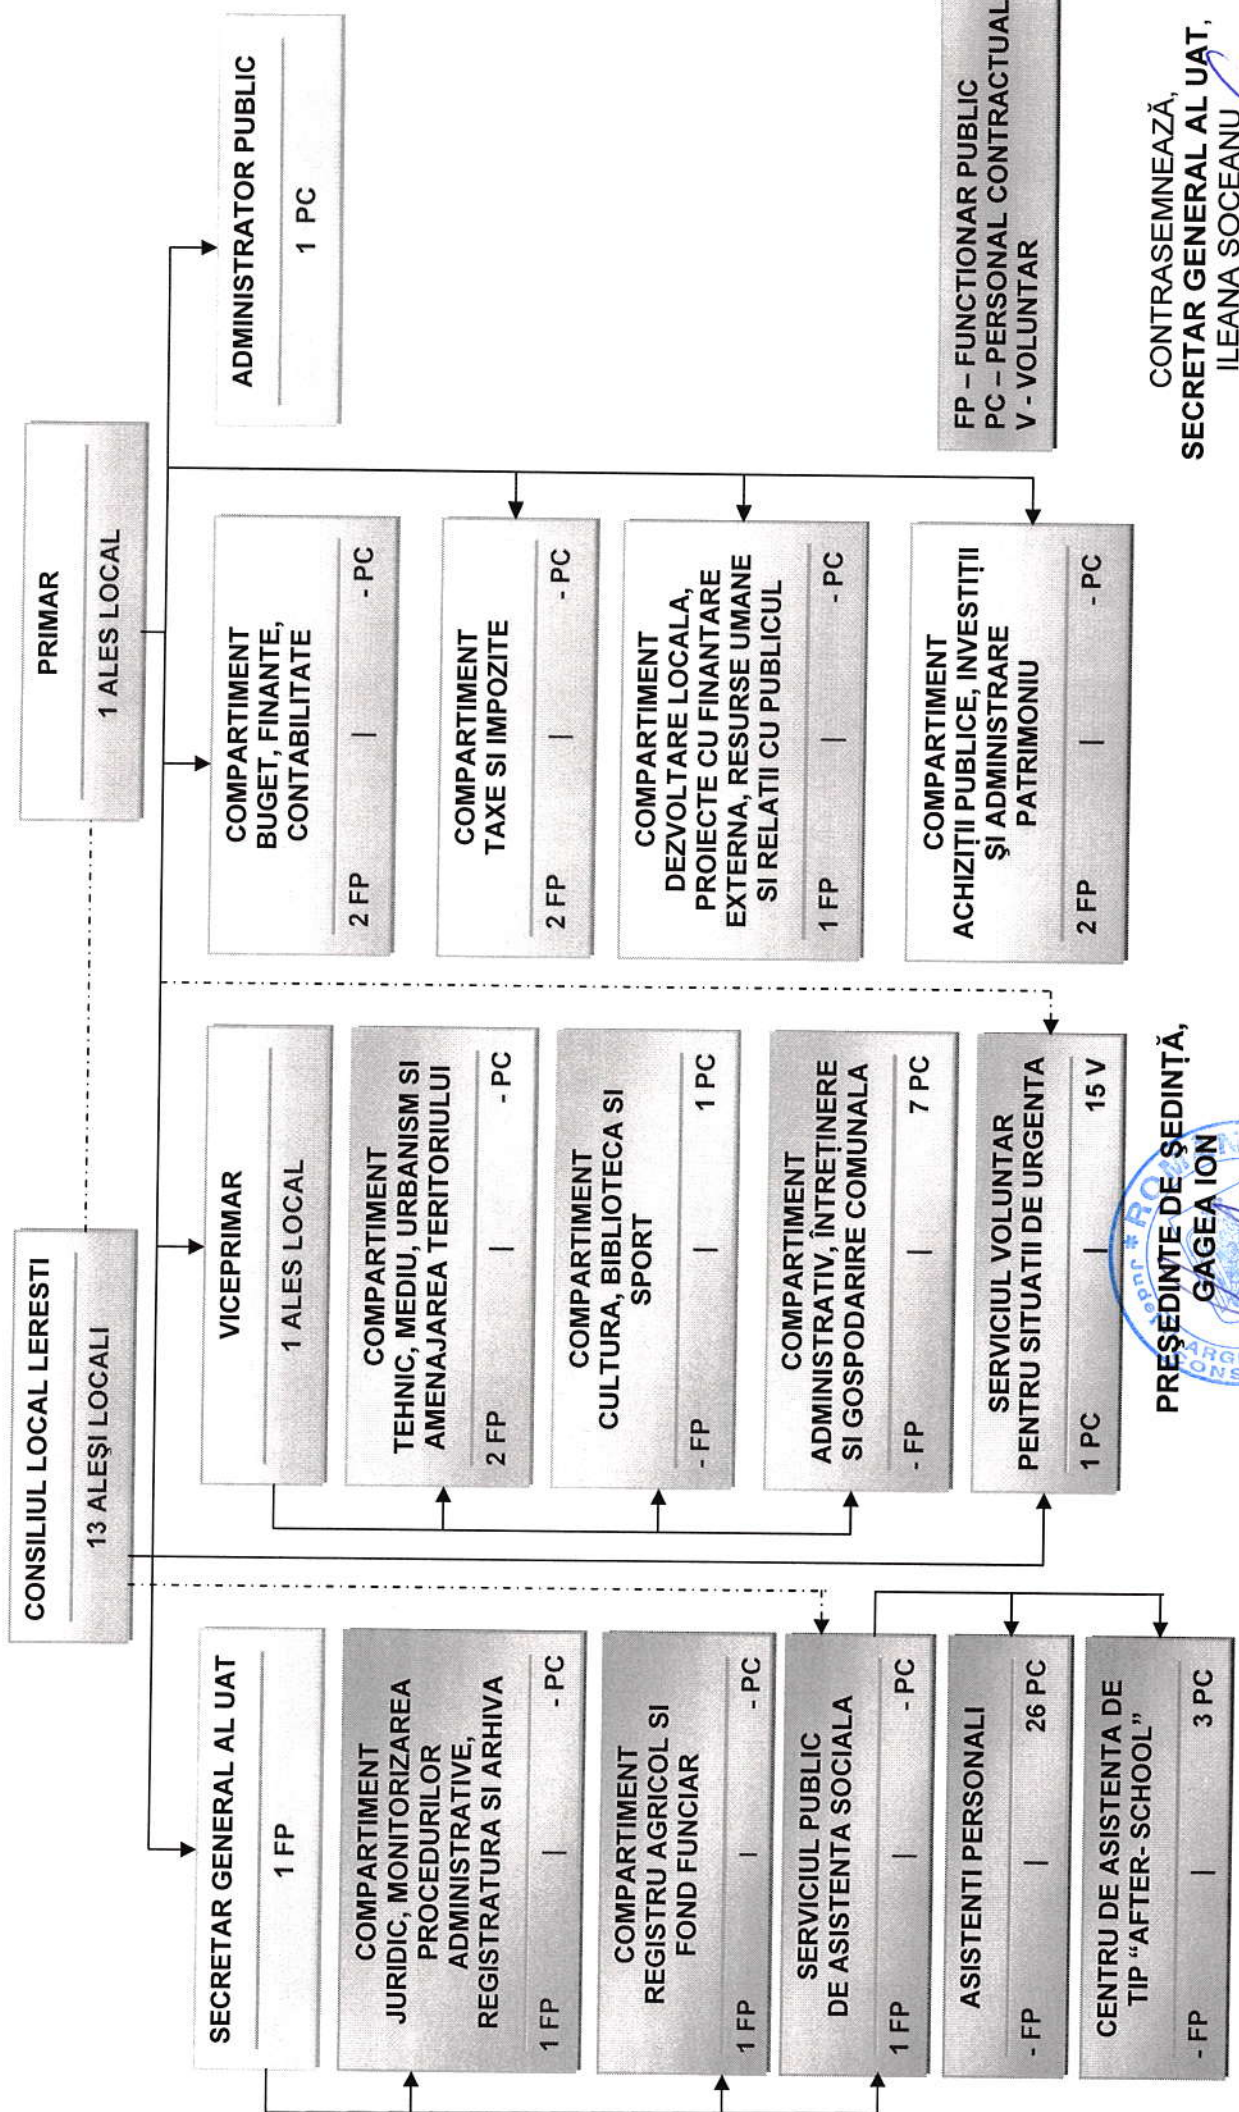 CONSILIUL LOCAL LERESTI
13 ALEŞI LOCALI
PRIMAR
1 ALES LOCAL
SECRETAR GENERAL AL UAT
1 FP
COMPARTIMENT
JURIDIC, MONITORIZAREA
PROCEDURILOR
ADMINISTRATIVE,
REGISTRATURA SI ARHIVA
1 FP | - PC
COMPARTIMENT
REGISTRU AGRICOL SI
FOND FUNCIAR
1 FP | - PC
SERVICIUL PUBLIC
DE ASISTENTA SOCIALA
1 FP | - PC
ASISTENTI PERSONALI
- FP | 26 PC
CENTRU DE ASISTENTA DE
TIP “AFTER- SCHOOL”
- FP | 3 PC
VICEPRIMAR
1 ALES LOCAL
COMPARTIMENT
TEHNIC, MEDIU, URBANISM SI
AMENAJAREA TERITORIULUI
2 FP | - PC
COMPARTIMENT
CULTURA, BIBLIOTECA SI
SPORT
- FP | 1 PC
COMPARTIMENT
ADMINISTRATIV, ÎNTREȚINERE
SI GOSPODARIRE COMUNALA
- FP | 7 PC
SERVICIUL VOLUNTAR
PENTRU SITUATII DE URGENTA
1 PC | 15 V
COMPARTIMENT
BUGET, FINANTE,
CONTABILITATE
2 FP | - PC
COMPARTIMENT
TAXE SI IMPOZITE
2 FP | - PC
COMPARTIMENT
DEZVOLTARE LOCALA,
PROIECTE CU FINANTARE
EXTERNA, RESURSE UMANE
SI RELATII CU PUBLICUL
1 FP | - PC
COMPARTIMENT
ACHIZIȚII PUBLICE, INVESTIȚII
ŞI ADMINISTRARE
PATRIMONIU
2 FP | - PC
ADMINISTRATOR PUBLIC
1 PC
FP – FUNCTIONAR PUBLIC
PC – PERSONAL CONTRACTUAL
V - VOLUNTAR
PREŞEDINTE DE ŞEDINŢĂ,
GAGEA ION
CONTRASEMNEAZĂ,
SECRETAR GENERAL AL UAT,
ILEANA SOCEANU